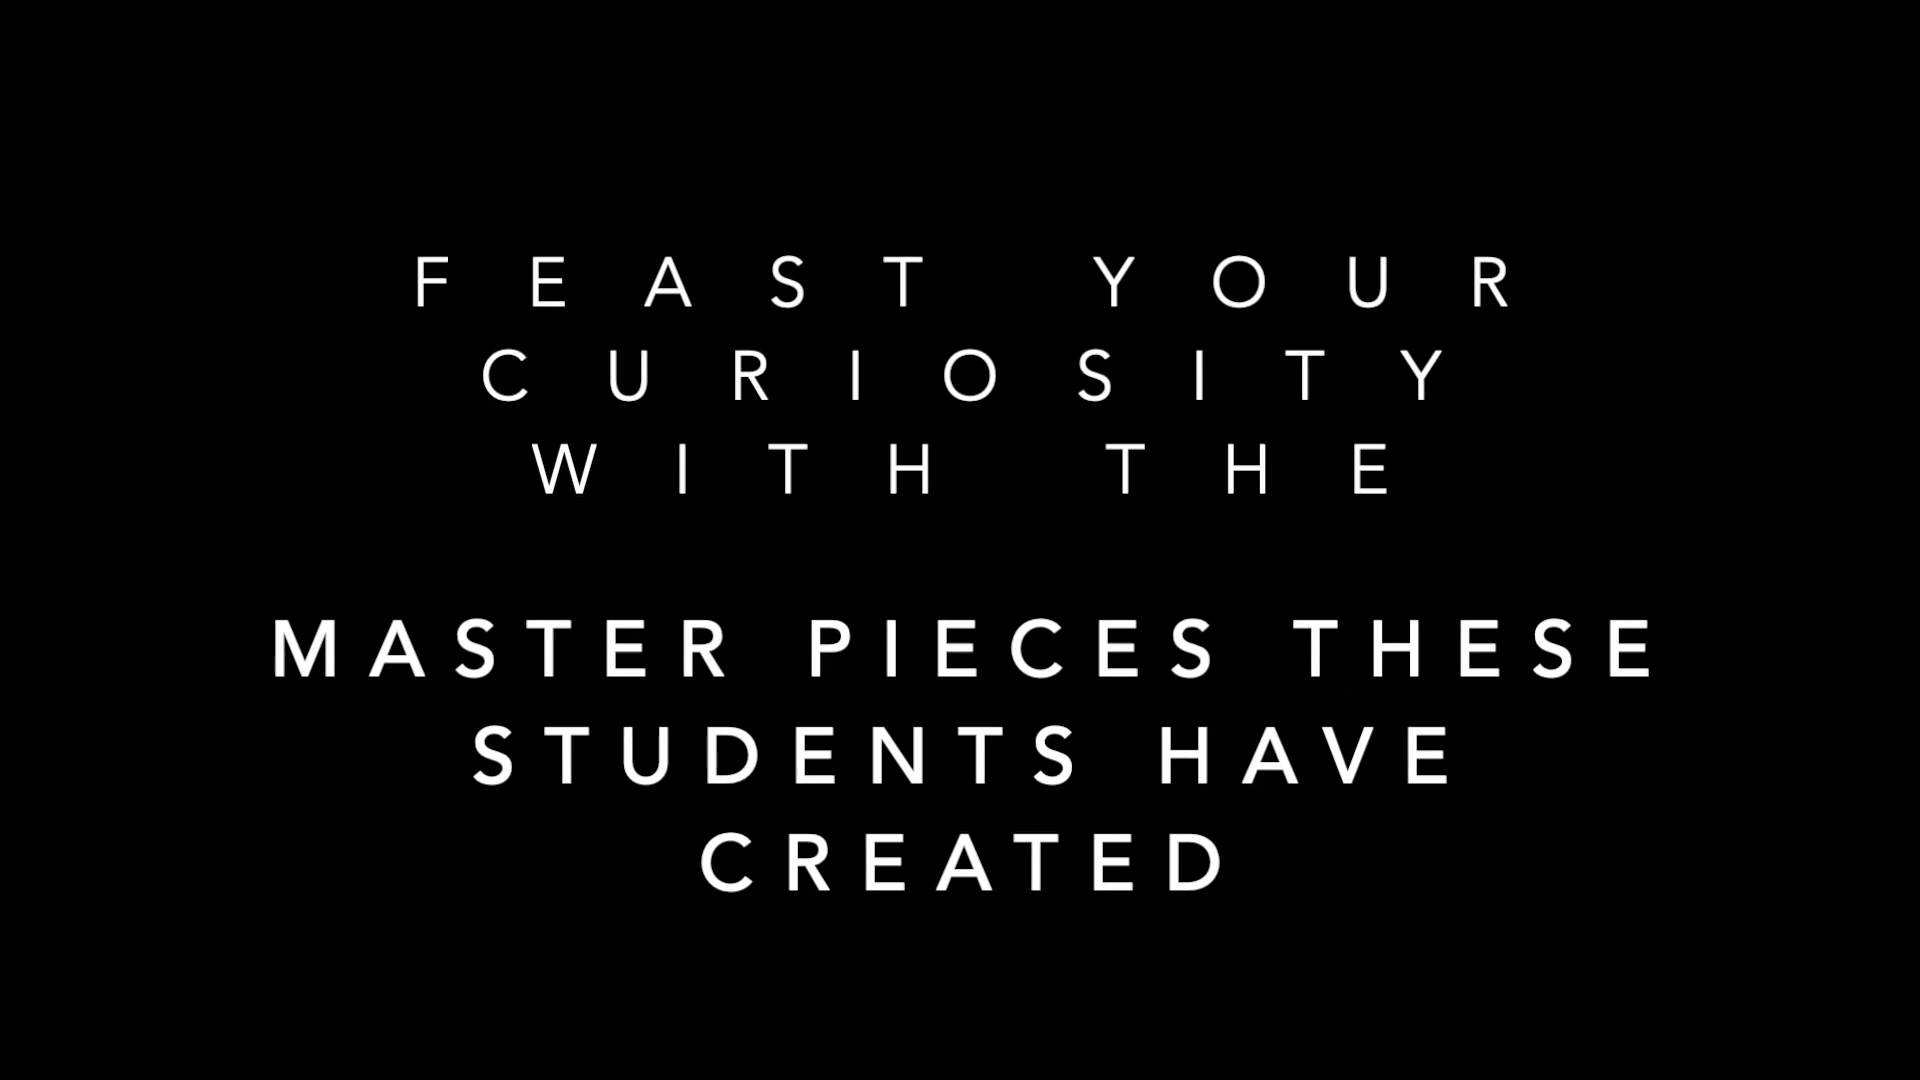 FEAST YOUR
CURIOSITY
WITH THE
MASTER PIECES THESE
STUDENTS HAVE
CREATED